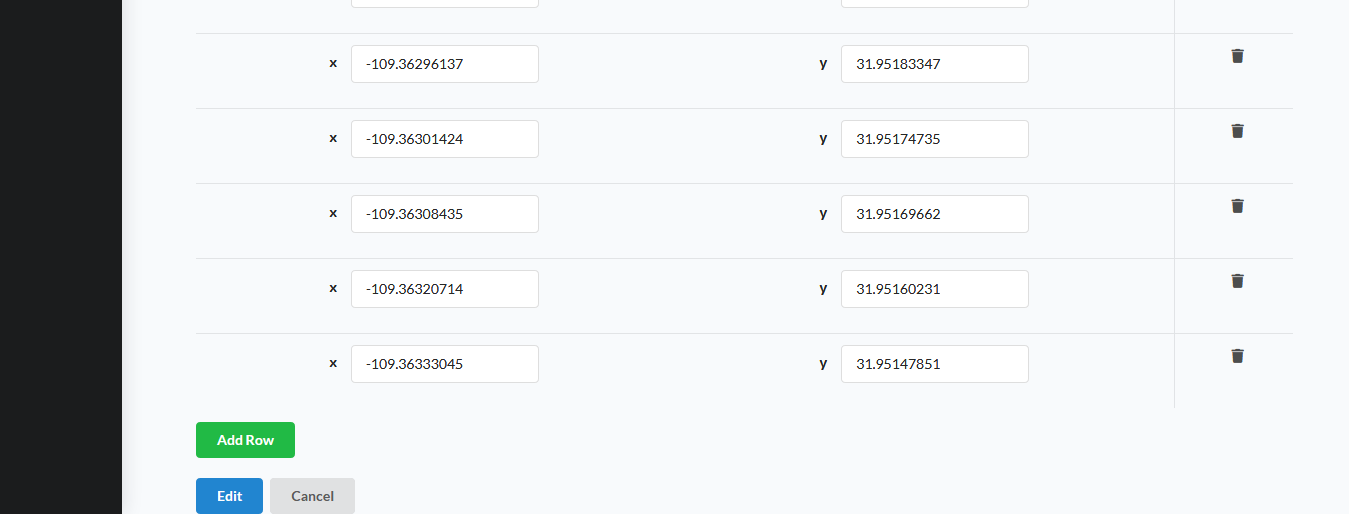 x -109.36296137 y 31.95183347
x -109.36301424 y 31.95174735
x -109.36308435 y 31.95169662
x -109.36320714 y 31.95160231
x -109.36333045 y 31.95147851
Add Row
Edit Cancel